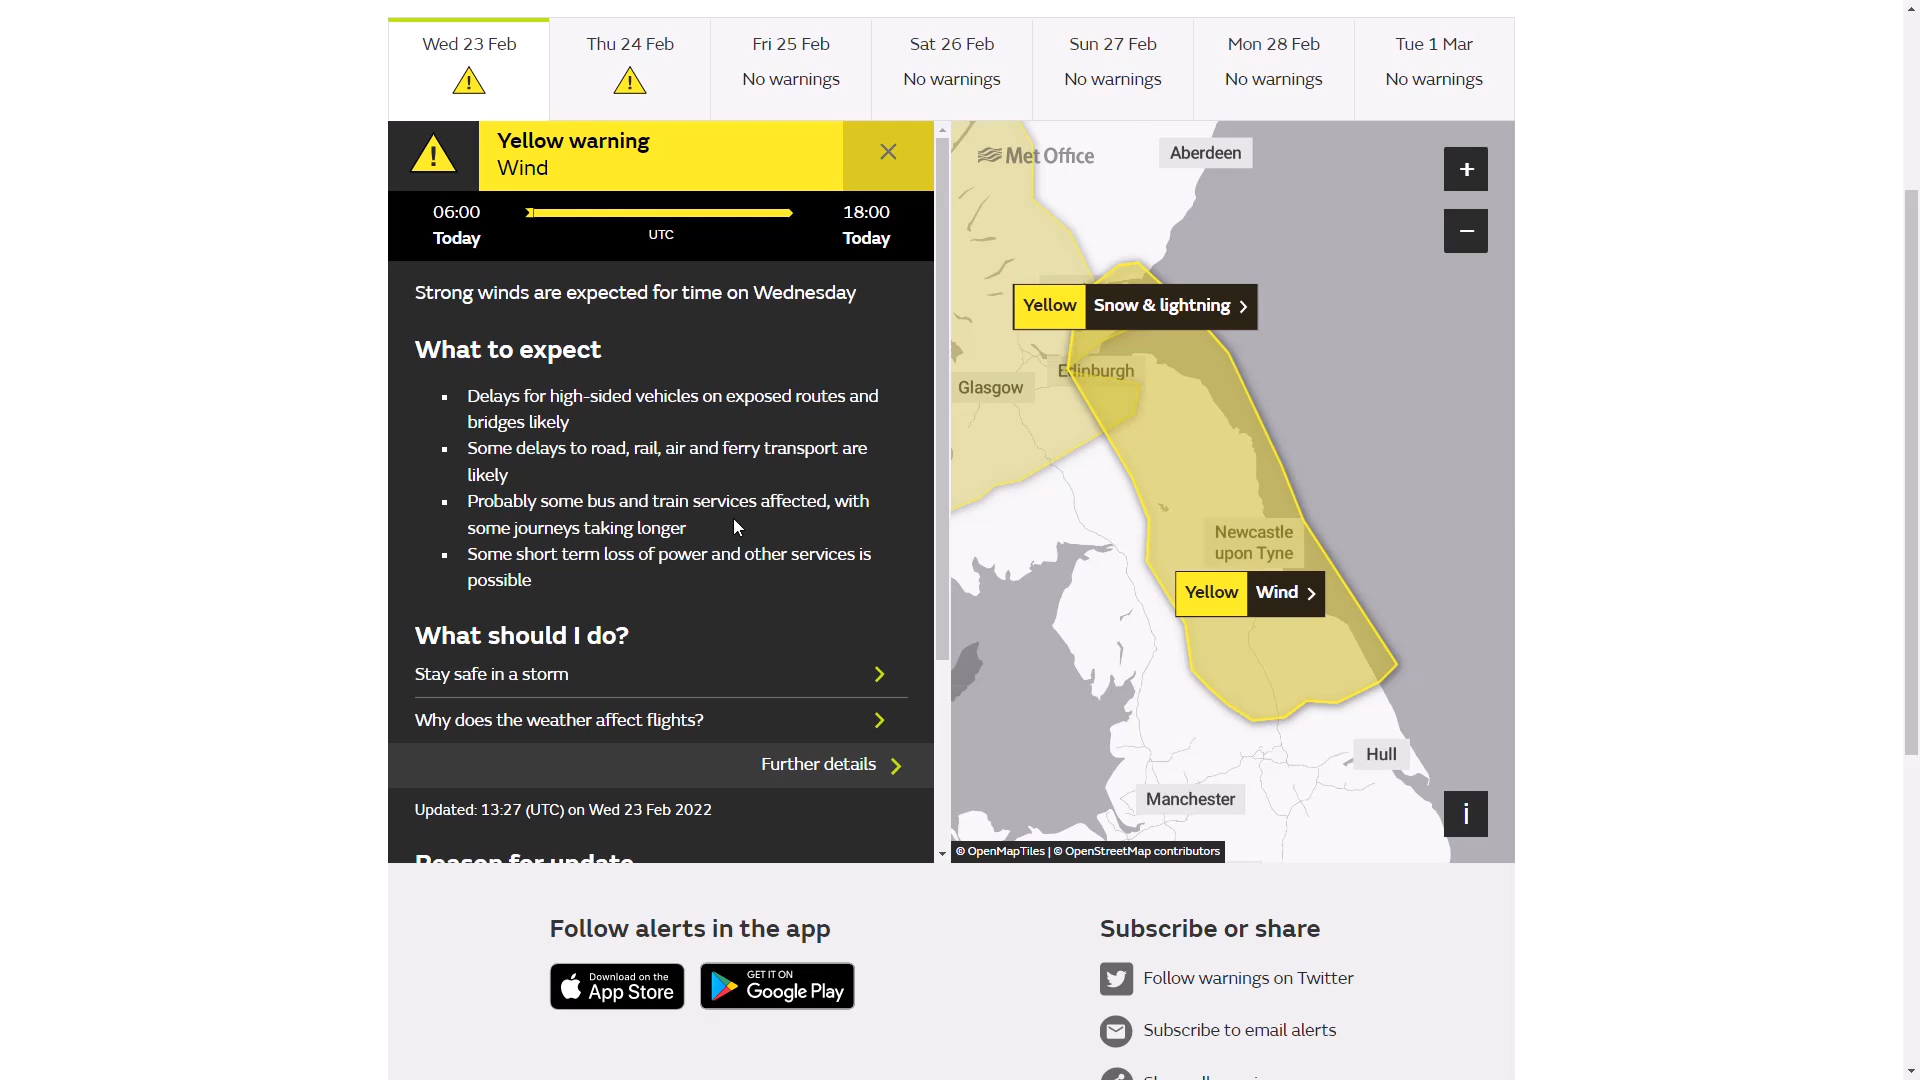 Wed 23 Feb
Thu 24 Feb
Fri 25 Feb
No warnings
Sat 26 Feb
No warnings
Sun 27 Feb
No warnings
Mon 28 Feb
No warnings
Tue 1 Mar
No warnings
Yellow warning
Wind
06:00
Today
UTC
18:00
Today
Strong winds are expected for time on Wednesday
What to expect
Delays for high-sided vehicles on exposed routes and
bridges likely
Some delays to road, rail, air and ferry transport are
likely
Probably some bus and train services affected, with
some journeys taking longer
Some short term loss of power and other services is
possible
What should I do?
Stay safe in a storm
Why does the weather affect flights?
Further details
Updated: 13:27 (UTC) on Wed 23 Feb 2022
Reason for update
Met Office
Aberdeen
+
−
Yellow Snow & lightning
Edinburgh
Glasgow
Newcastle
upon Tyne
Yellow Wind
Hull
Manchester
i
© OpenMapTiles | © OpenStreetMap contributors
Follow alerts in the app
Download on the
App Store
GET IT ON
Google Play
Subscribe or share
Follow warnings on Twitter
Subscribe to email alerts